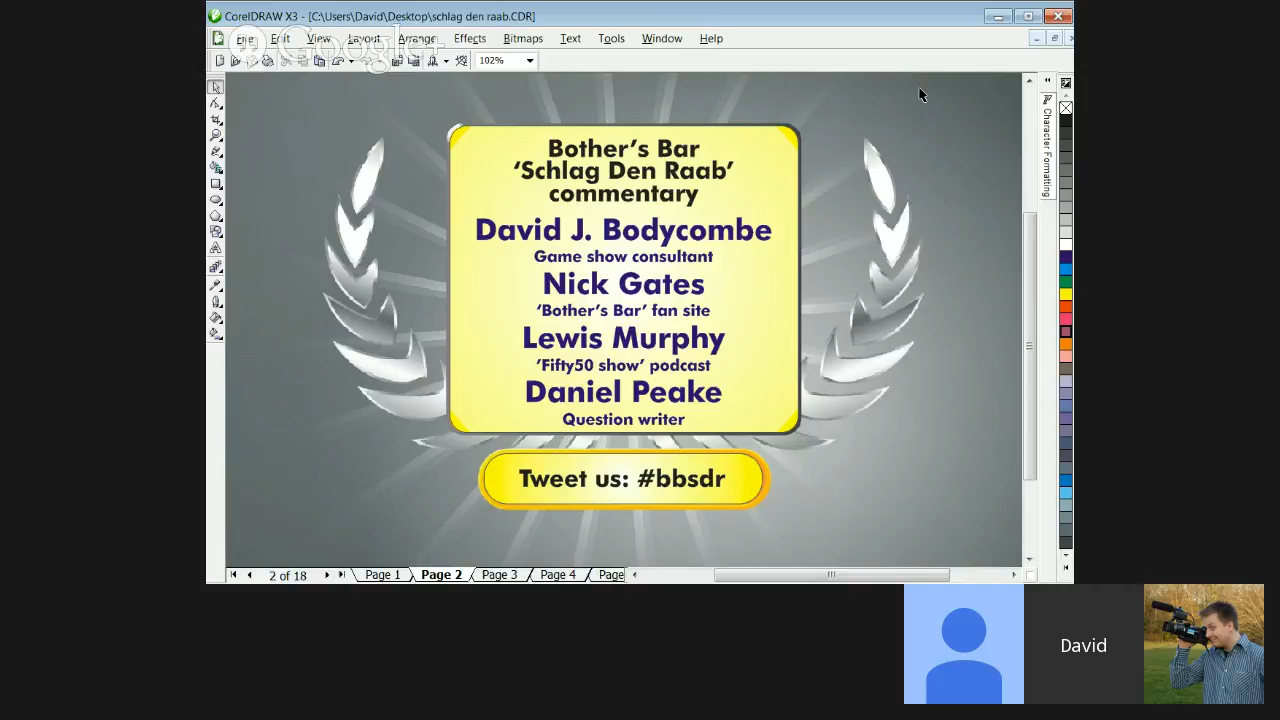 CorelDRAW X3 - [C:\Users\David\Desktop\schlag den raab.CDR]
File Edit View Layout Arrange Effects Bitmaps Text Tools Window Help
Google+
102%
Character Formatting
Bother's Bar
‘Schlag Den Raab’
commentary
David J. Bodycombe
Game show consultant
Nick Gates
‘Bother's Bar’ fan site
Lewis Murphy
’Fifty50 show’ podcast
Daniel Peake
Question writer
Tweet us: #bbsdr
2 of 18 Page 1 Page 2 Page 3 Page 4 Page
David